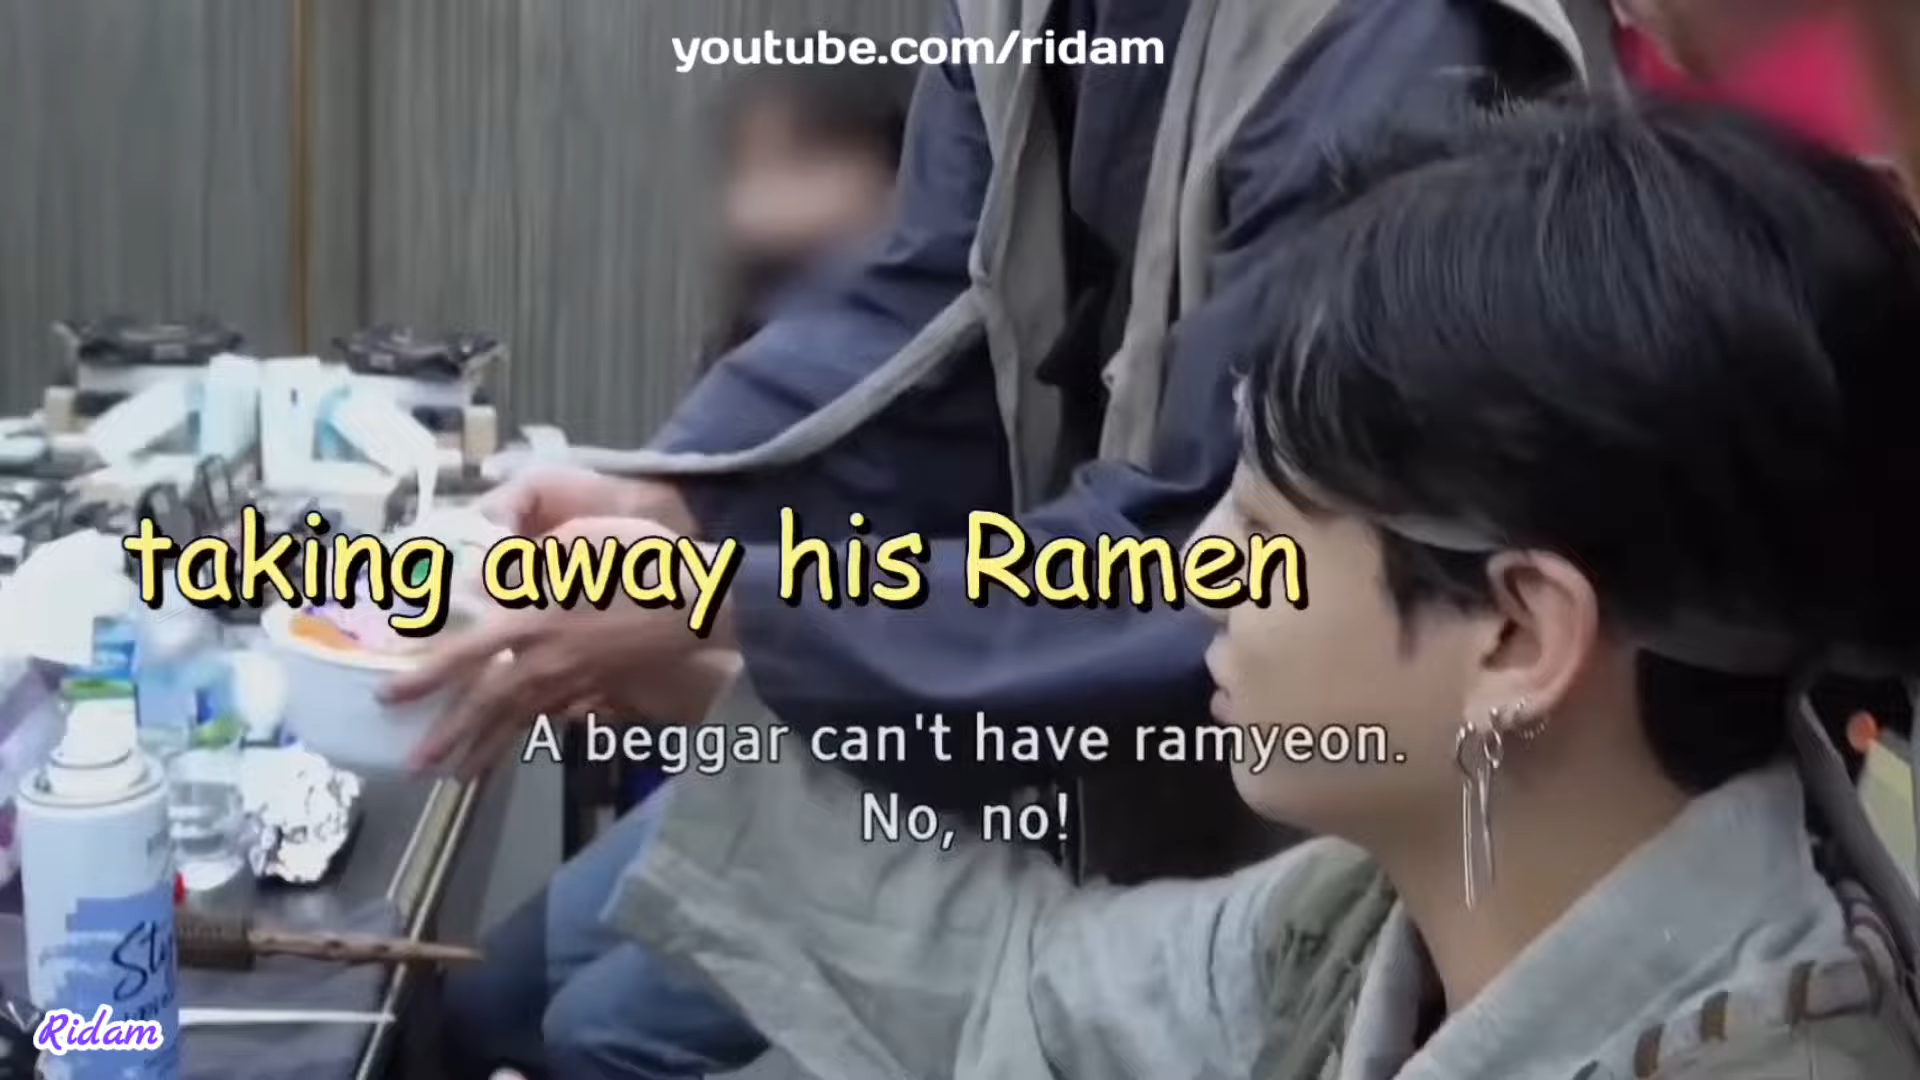 youtube.com/ridam
taking away his Ramen
A beggar can't have ramyeon.
No, no!
Ridam